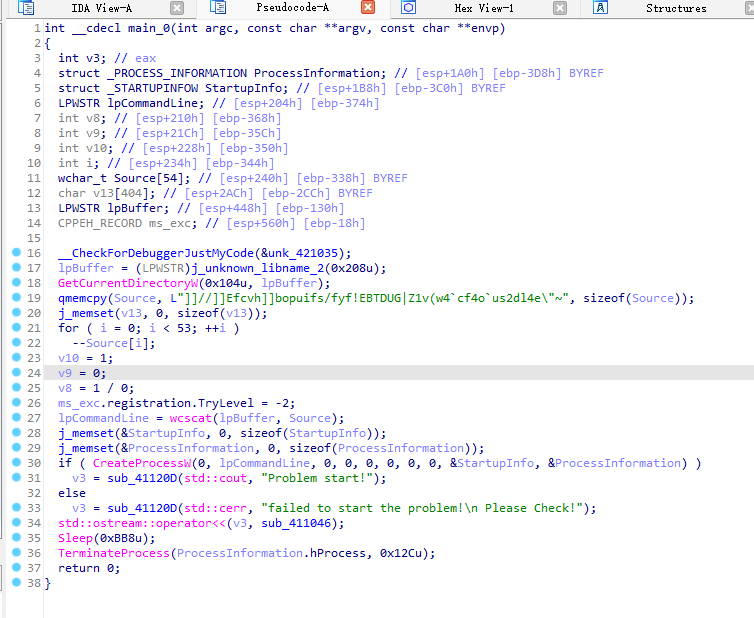 IDA View-A Pseudocode-A Hex View-1 Structures
1 int __cdecl main_0(int argc, const char **argv, const char **envp)
2 {
3 int v3; // eax
4 struct _PROCESS_INFORMATION ProcessInformation; // [esp+1A0h] [ebp-3D8h] BYREF
5 struct _STARTUPINFOW StartupInfo; // [esp+1B8h] [ebp-3C0h] BYREF
6 LPWSTR lpCommandLine; // [esp+204h] [ebp-374h]
7 int v8; // [esp+210h] [ebp-368h]
8 int v9; // [esp+21Ch] [ebp-35Ch]
9 int v10; // [esp+228h] [ebp-350h]
10 int i; // [esp+234h] [ebp-344h]
11 wchar_t Source[54]; // [esp+240h] [ebp-338h] BYREF
12 char v13[404]; // [esp+2ACh] [ebp-2CCh] BYREF
13 LPWSTR lpBuffer; // [esp+448h] [ebp-130h]
14 CPPEH_RECORD ms_exc; // [esp+560h] [ebp-18h]
15
16 __CheckForDebuggerJustMyCode(&unk_421035);
17 lpBuffer = (LPWSTR)j_unknown_libname_2(0x208u);
18 GetCurrentDirectoryW(0x104u, lpBuffer);
19 qmemcpy(Source, L"]]//]]Efcvh]]bopuifs/fyf!EBTDUG|Z1v(w4`cf4o`us2dl4e\"~", sizeof(Source));
20 j_memset(v13, 0, sizeof(v13));
21 for ( i = 0; i < 53; ++i )
22 --Source[i];
23 v10 = 1;
24 v9 = 0;
25 v8 = 1 / 0;
26 ms_exc.registration.TryLevel = -2;
27 lpCommandLine = wcscat(lpBuffer, Source);
28 j_memset(&StartupInfo, 0, sizeof(StartupInfo));
29 j_memset(&ProcessInformation, 0, sizeof(ProcessInformation));
30 if ( CreateProcessW(0, lpCommandLine, 0, 0, 0, 0, 0, 0, &StartupInfo, &ProcessInformation) )
31 v3 = sub_41120D(std::cout, "Problem start!");
32 else
33 v3 = sub_41120D(std::cerr, "failed to start the problem!\n Please Check!");
34 std::ostream::operator<<(v3, sub_411046);
35 Sleep(0xBB8u);
36 TerminateProcess(ProcessInformation.hProcess, 0x12Cu);
37 return 0;
38 }